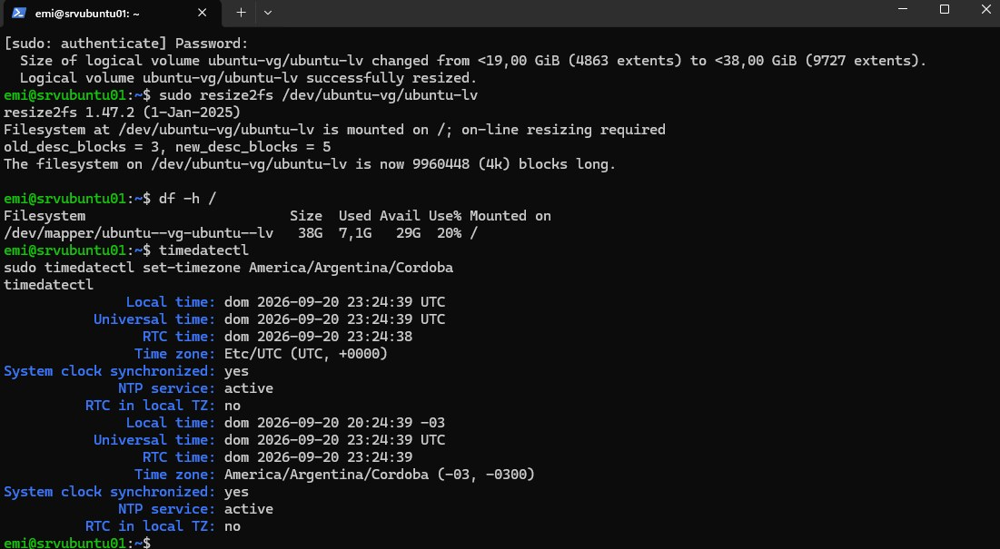 emi@srvubuntu01: ~
[sudo: authenticate] Password:
  Size of logical volume ubuntu-vg/ubuntu-lv changed from <19,00 GiB (4863 extents) to <38,00 GiB (9727 extents).
  Logical volume ubuntu-vg/ubuntu-lv successfully resized.
emi@srvubuntu01:~$ sudo resize2fs /dev/ubuntu-vg/ubuntu-lv
resize2fs 1.47.2 (1-Jan-2025)
Filesystem at /dev/ubuntu-vg/ubuntu-lv is mounted on /; on-line resizing required
old_desc_blocks = 3, new_desc_blocks = 5
The filesystem on /dev/ubuntu-vg/ubuntu-lv is now 9960448 (4k) blocks long.
emi@srvubuntu01:~$ df -h /
Filesystem                         Size  Used Avail Use% Mounted on
/dev/mapper/ubuntu--vg-ubuntu--lv   38G  7,1G   29G  20% /
emi@srvubuntu01:~$ timedatectl
sudo timedatectl set-timezone America/Argentina/Cordoba
timedatectl
               Local time: dom 2026-09-20 23:24:39 UTC
           Universal time: dom 2026-09-20 23:24:39 UTC
                 RTC time: dom 2026-09-20 23:24:38
                Time zone: Etc/UTC (UTC, +0000)
System clock synchronized: yes
              NTP service: active
          RTC in local TZ: no
               Local time: dom 2026-09-20 20:24:39 -03
           Universal time: dom 2026-09-20 23:24:39 UTC
                 RTC time: dom 2026-09-20 23:24:39
                Time zone: America/Argentina/Cordoba (-03, -0300)
System clock synchronized: yes
              NTP service: active
          RTC in local TZ: no
emi@srvubuntu01:~$